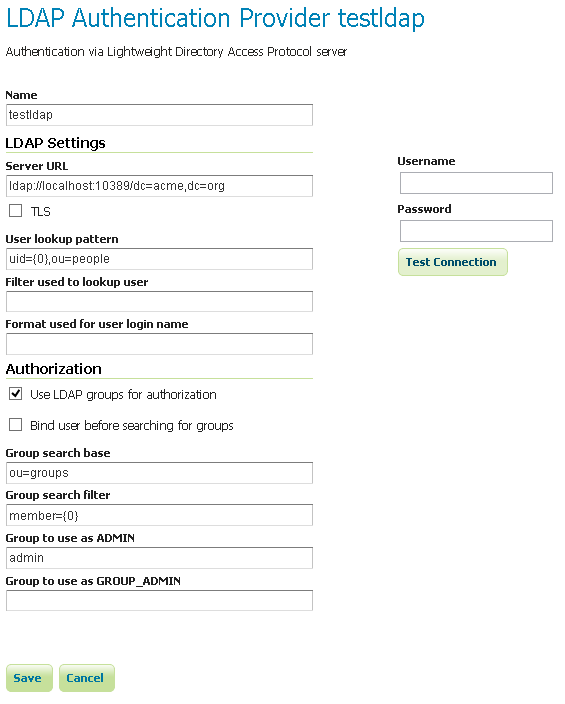 LDAP Authentication Provider testldap
Authentication via Lightweight Directory Access Protocol server
Name
testldap
LDAP Settings
Server URL
ldap://localhost:10389/dc=acme,dc=org
TLS
User lookup pattern
uid={0},ou=people
Filter used to lookup user
Format used for user login name
Authorization
Use LDAP groups for authorization
Bind user before searching for groups
Group search base
ou=groups
Group search filter
member={0}
Group to use as ADMIN
admin
Group to use as GROUP_ADMIN
Username
Password
Test Connection
Save
Cancel